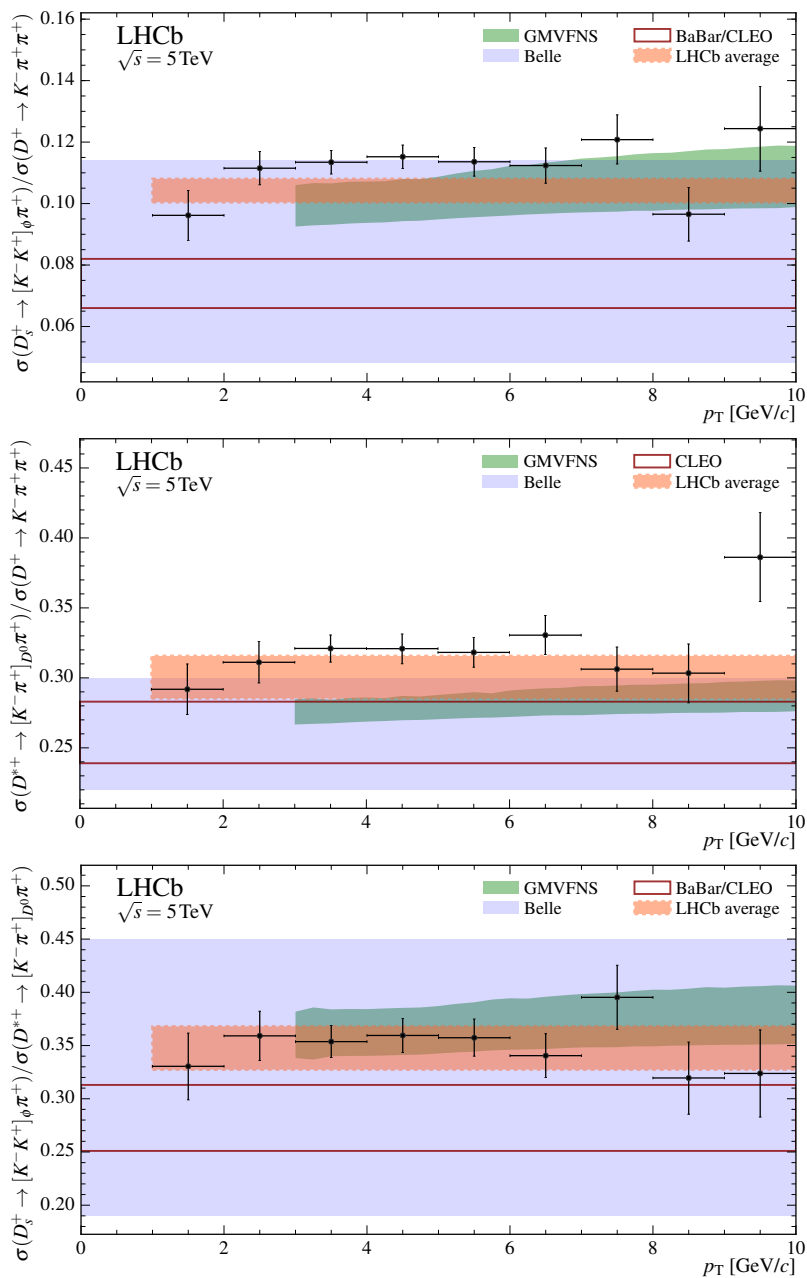 LHCb
√s = 5 TeV
GMVFNS
Belle
BaBar/CLEO
LHCb average
σ(D_s^+ → [K^−K^+]_ϕ π^+)/σ(D^+ → K^−π^+π^+)
0.16
0.14
0.12
0.10
0.08
0.06
0 2 4 6 8 10
p_T [GeV/c]
LHCb
√s = 5 TeV
GMVFNS
Belle
CLEO
LHCb average
σ(D^{*+} → [K^−π^+]_{D^0} π^+)/σ(D^+ → K^−π^+π^+)
0.45
0.40
0.35
0.30
0.25
0 2 4 6 8 10
p_T [GeV/c]
LHCb
√s = 5 TeV
GMVFNS
Belle
BaBar/CLEO
LHCb average
σ(D_s^+ → [K^−K^+]_ϕ π^+)/σ(D^{*+} → [K^−π^+]_{D^0} π^+)
0.50
0.45
0.40
0.35
0.30
0.25
0.20
0 2 4 6 8 10
p_T [GeV/c]